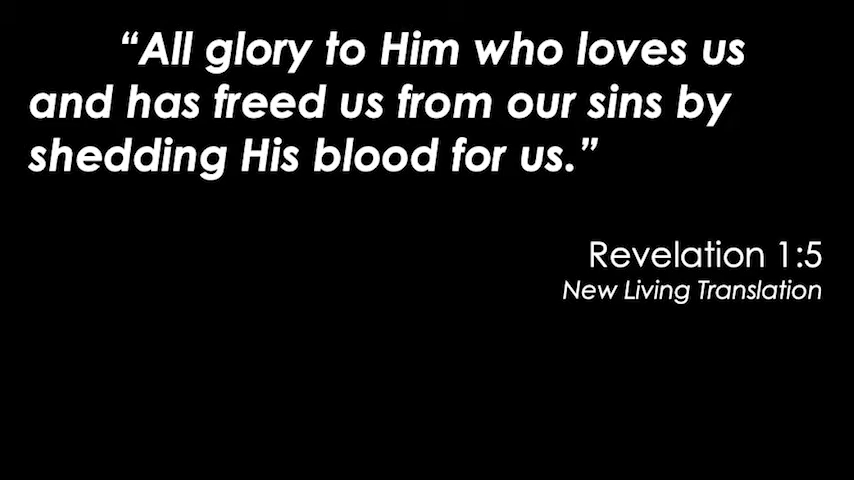 “All glory to Him who loves us
and has freed us from our sins by
shedding His blood for us.”
Revelation 1:5
New Living Translation